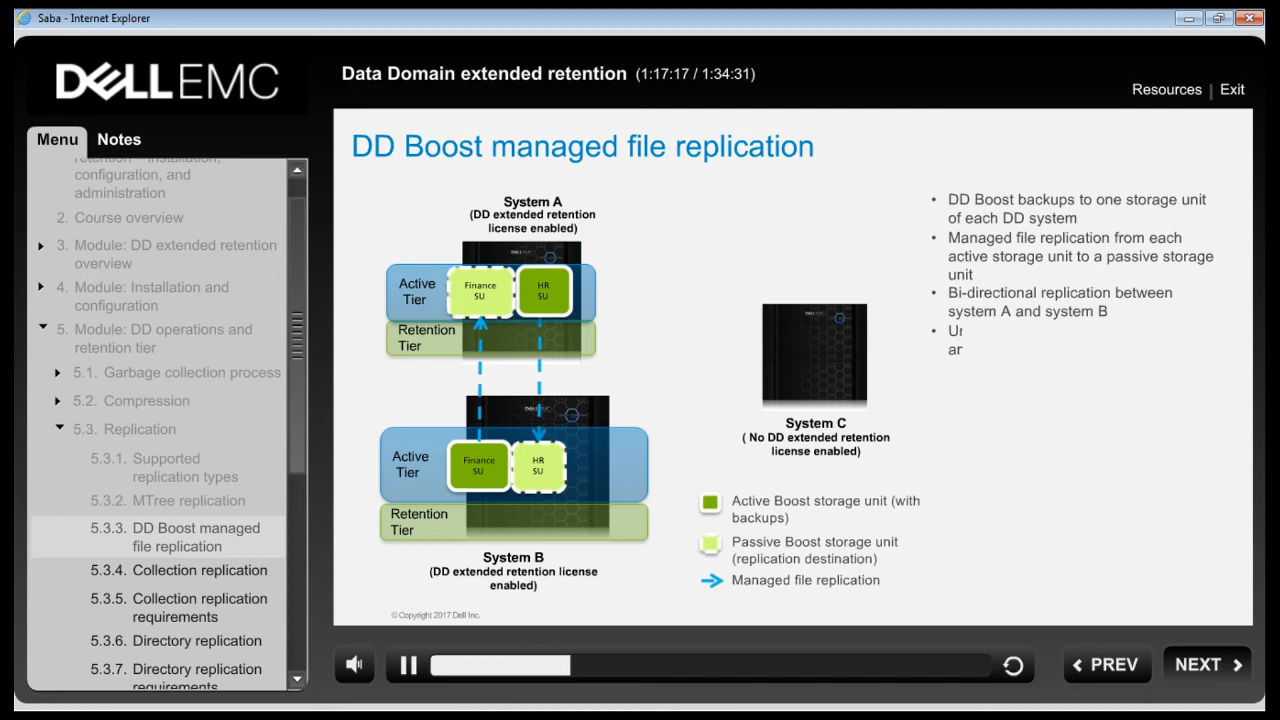 Saba - Internet Explorer
DELLEMC
Data Domain extended retention (1:17:17 / 1:34:31)
Resources | Exit
Menu Notes
retention – installation,
configuration, and
administration
2. Course overview
3. Module: DD extended retention
overview
4. Module: Installation and
configuration
5. Module: DD operations and
retention tier
5.1. Garbage collection process
5.2. Compression
5.3. Replication
5.3.1. Supported
replication types
5.3.2. MTree replication
5.3.3. DD Boost managed
file replication
5.3.4. Collection replication
5.3.5. Collection replication
requirements
5.3.6. Directory replication
5.3.7. Directory replication
requirements
DD Boost managed file replication
System A
(DD extended retention
license enabled)
DELLEMC
Active
Tier
Finance
SU
HR
SU
Retention
Tier
DELLEMC
Active
Tier
Finance
SU
HR
SU
Retention
Tier
System B
(DD extended retention license
enabled)
DELLEMC
System C
( No DD extended retention
license enabled)
• DD Boost backups to one storage unit
of each DD system
• Managed file replication from each
active storage unit to a passive storage
unit
• Bi-directional replication between
system A and system B
Active Boost storage unit (with
backups)
Passive Boost storage unit
(replication destination)
Managed file replication
© Copyright 2017 Dell Inc.
PREV NEXT